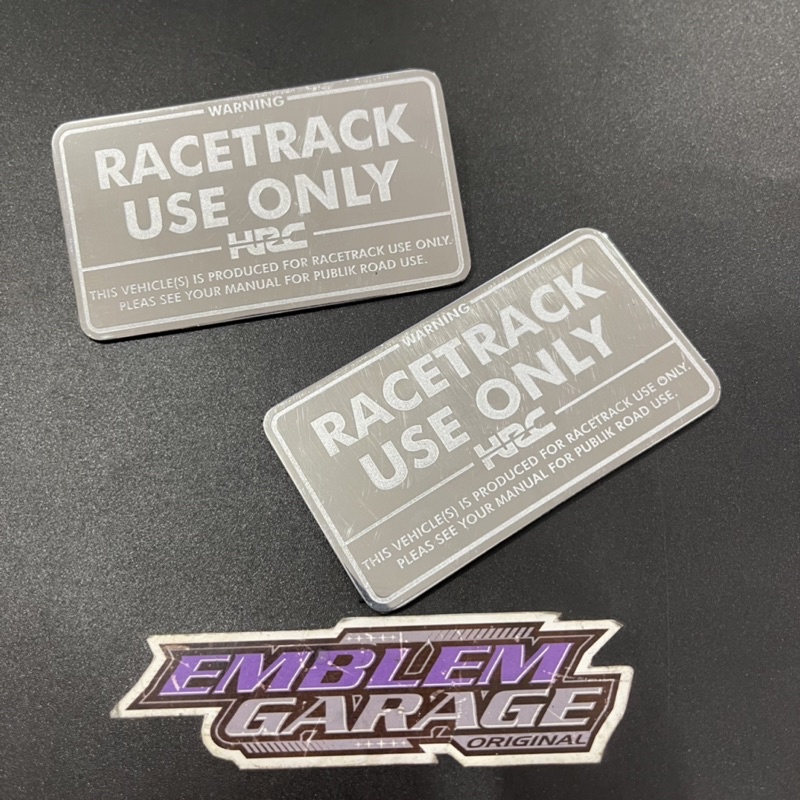 WARNING
RACETRACK
USE ONLY
HRC
THIS VEHICLE(S) IS PRODUCED FOR RACETRACK USE ONLY.
PLEAS SEE YOUR MANUAL FOR PUBLIK ROAD USE.
WARNING
RACETRACK
USE ONLY
HRC
THIS VEHICLE(S) IS PRODUCED FOR RACETRACK USE ONLY.
PLEAS SEE YOUR MANUAL FOR PUBLIK ROAD USE.
EMBLEM
GARAGE
ORIGINAL